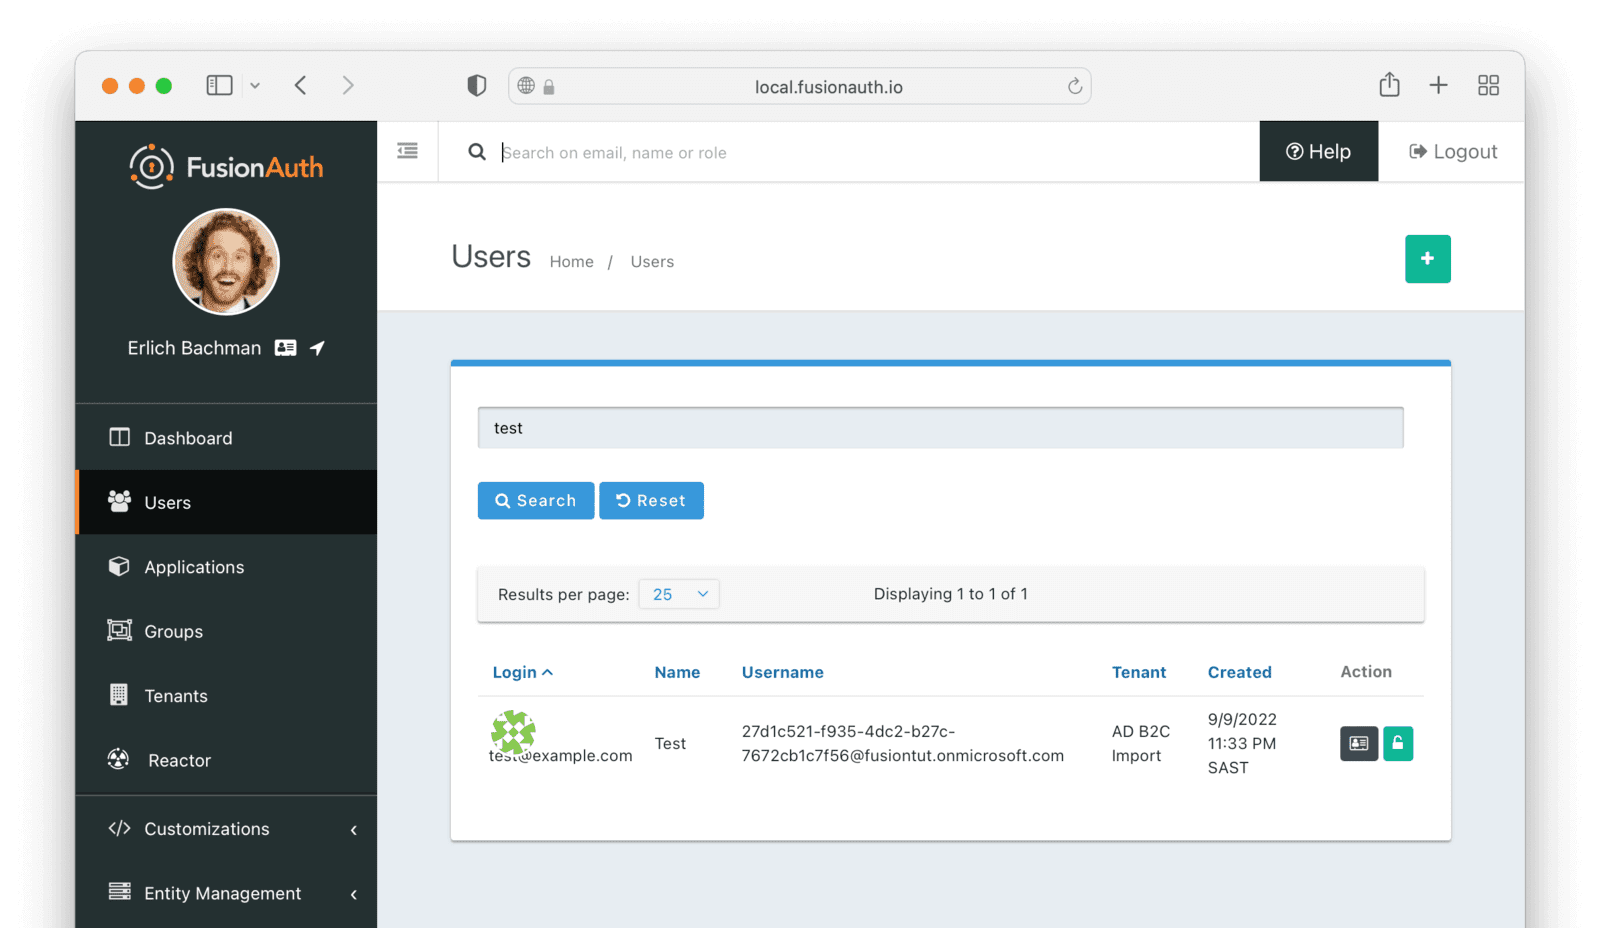 local.fusionauth.io
FusionAuth
Search on email, name or role
Help
Logout
Erlich Bachman
Users
Home / Users
Dashboard
Users
Applications
Groups
Tenants
Reactor
Customizations
Entity Management
test
Search
Reset
Results per page: 25
Displaying 1 to 1 of 1
Login Name Username Tenant Created Action
test@example.com
Test
27d1c521-f935-4dc2-b27c-
7672cb1c7f56@fusiontut.onmicrosoft.com
AD B2C
Import
9/9/2022
11:33 PM
SAST